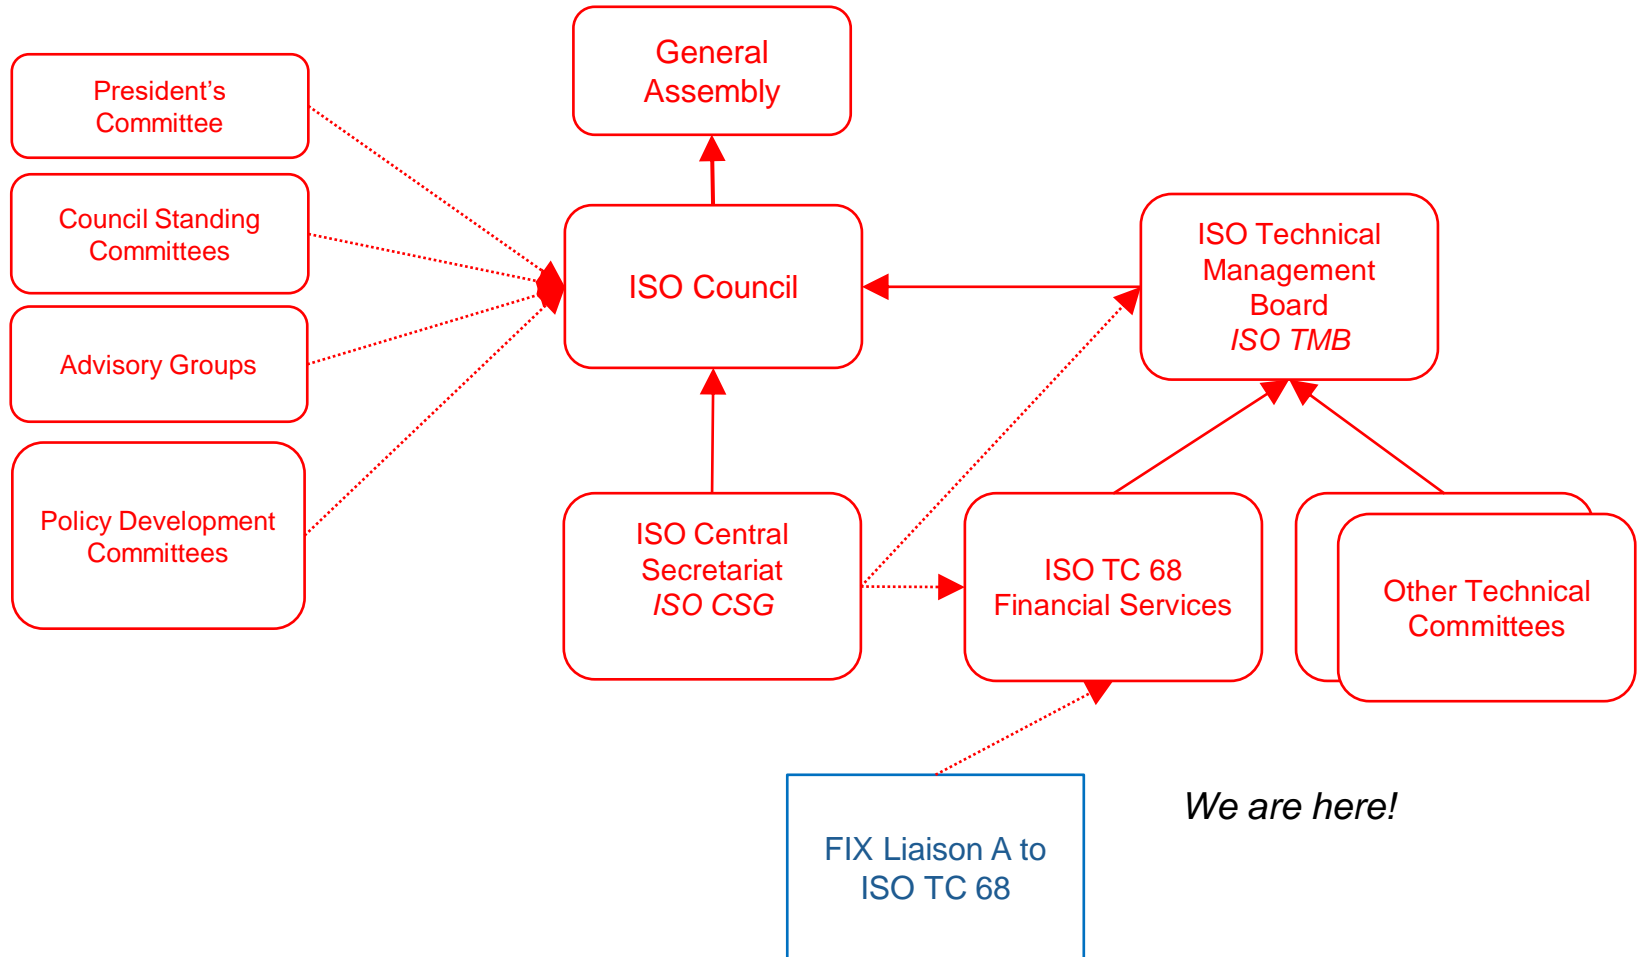 General
Assembly
President's
Committee
Council Standing
Committees
Advisory Groups
Policy Development
Committees
ISO Council
ISO Technical
Management
Board
ISO TMB
ISO Central
Secretariat
ISO CSG
ISO TC 68
Financial Services
Other Technical
Committees
We are here!
FIX Liaison A to
ISO TC 68